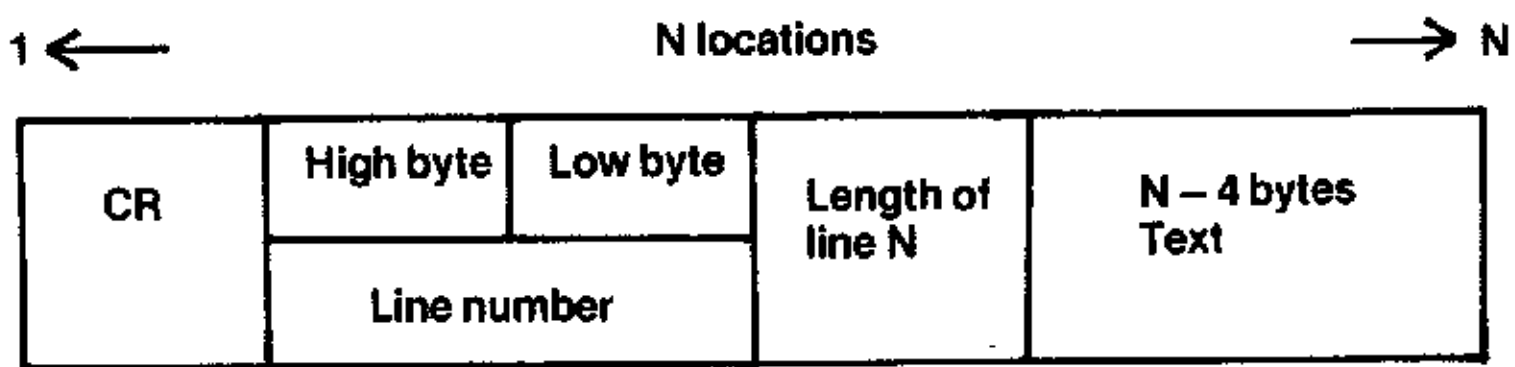 1 ← N locations → N
CR
High byte
Low byte
Line number
Length of
line N
N – 4 bytes
Text